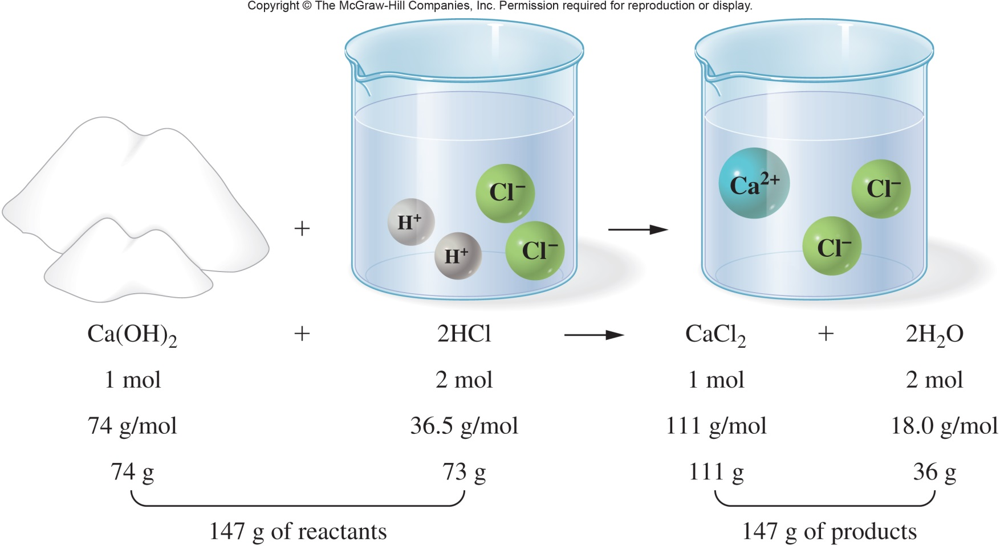 Copyright © The McGraw-Hill Companies, Inc. Permission required for reproduction or display.
+
H⁺
H⁺
Cl⁻
Cl⁻
Ca²⁺
Cl⁻
Cl⁻
Ca(OH)₂ + 2HCl → CaCl₂ + 2H₂O
1 mol 2 mol 1 mol 2 mol
74 g/mol 36.5 g/mol 111 g/mol 18.0 g/mol
74 g 73 g 111 g 36 g
147 g of reactants 147 g of products